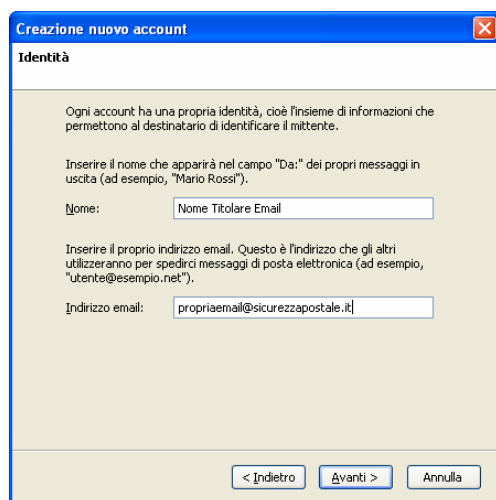 Creazione nuovo account
Identità
Ogni account ha una propria identità, cioè l'insieme di informazioni che
permettono al destinatario di identificare il mittente.
Inserire il nome che apparirà nel campo "Da:" dei propri messaggi in
uscita (ad esempio, "Mario Rossi").
Nome: Nome Titolare Email
Inserire il proprio indirizzo email. Questo è l'indirizzo che gli altri
utilizzeranno per spedirci messaggi di posta elettronica (ad esempio,
"utente@esempio.net").
Indirizzo email: propriaemail@sicurezzapostale.it
< Indietro Avanti > Annulla